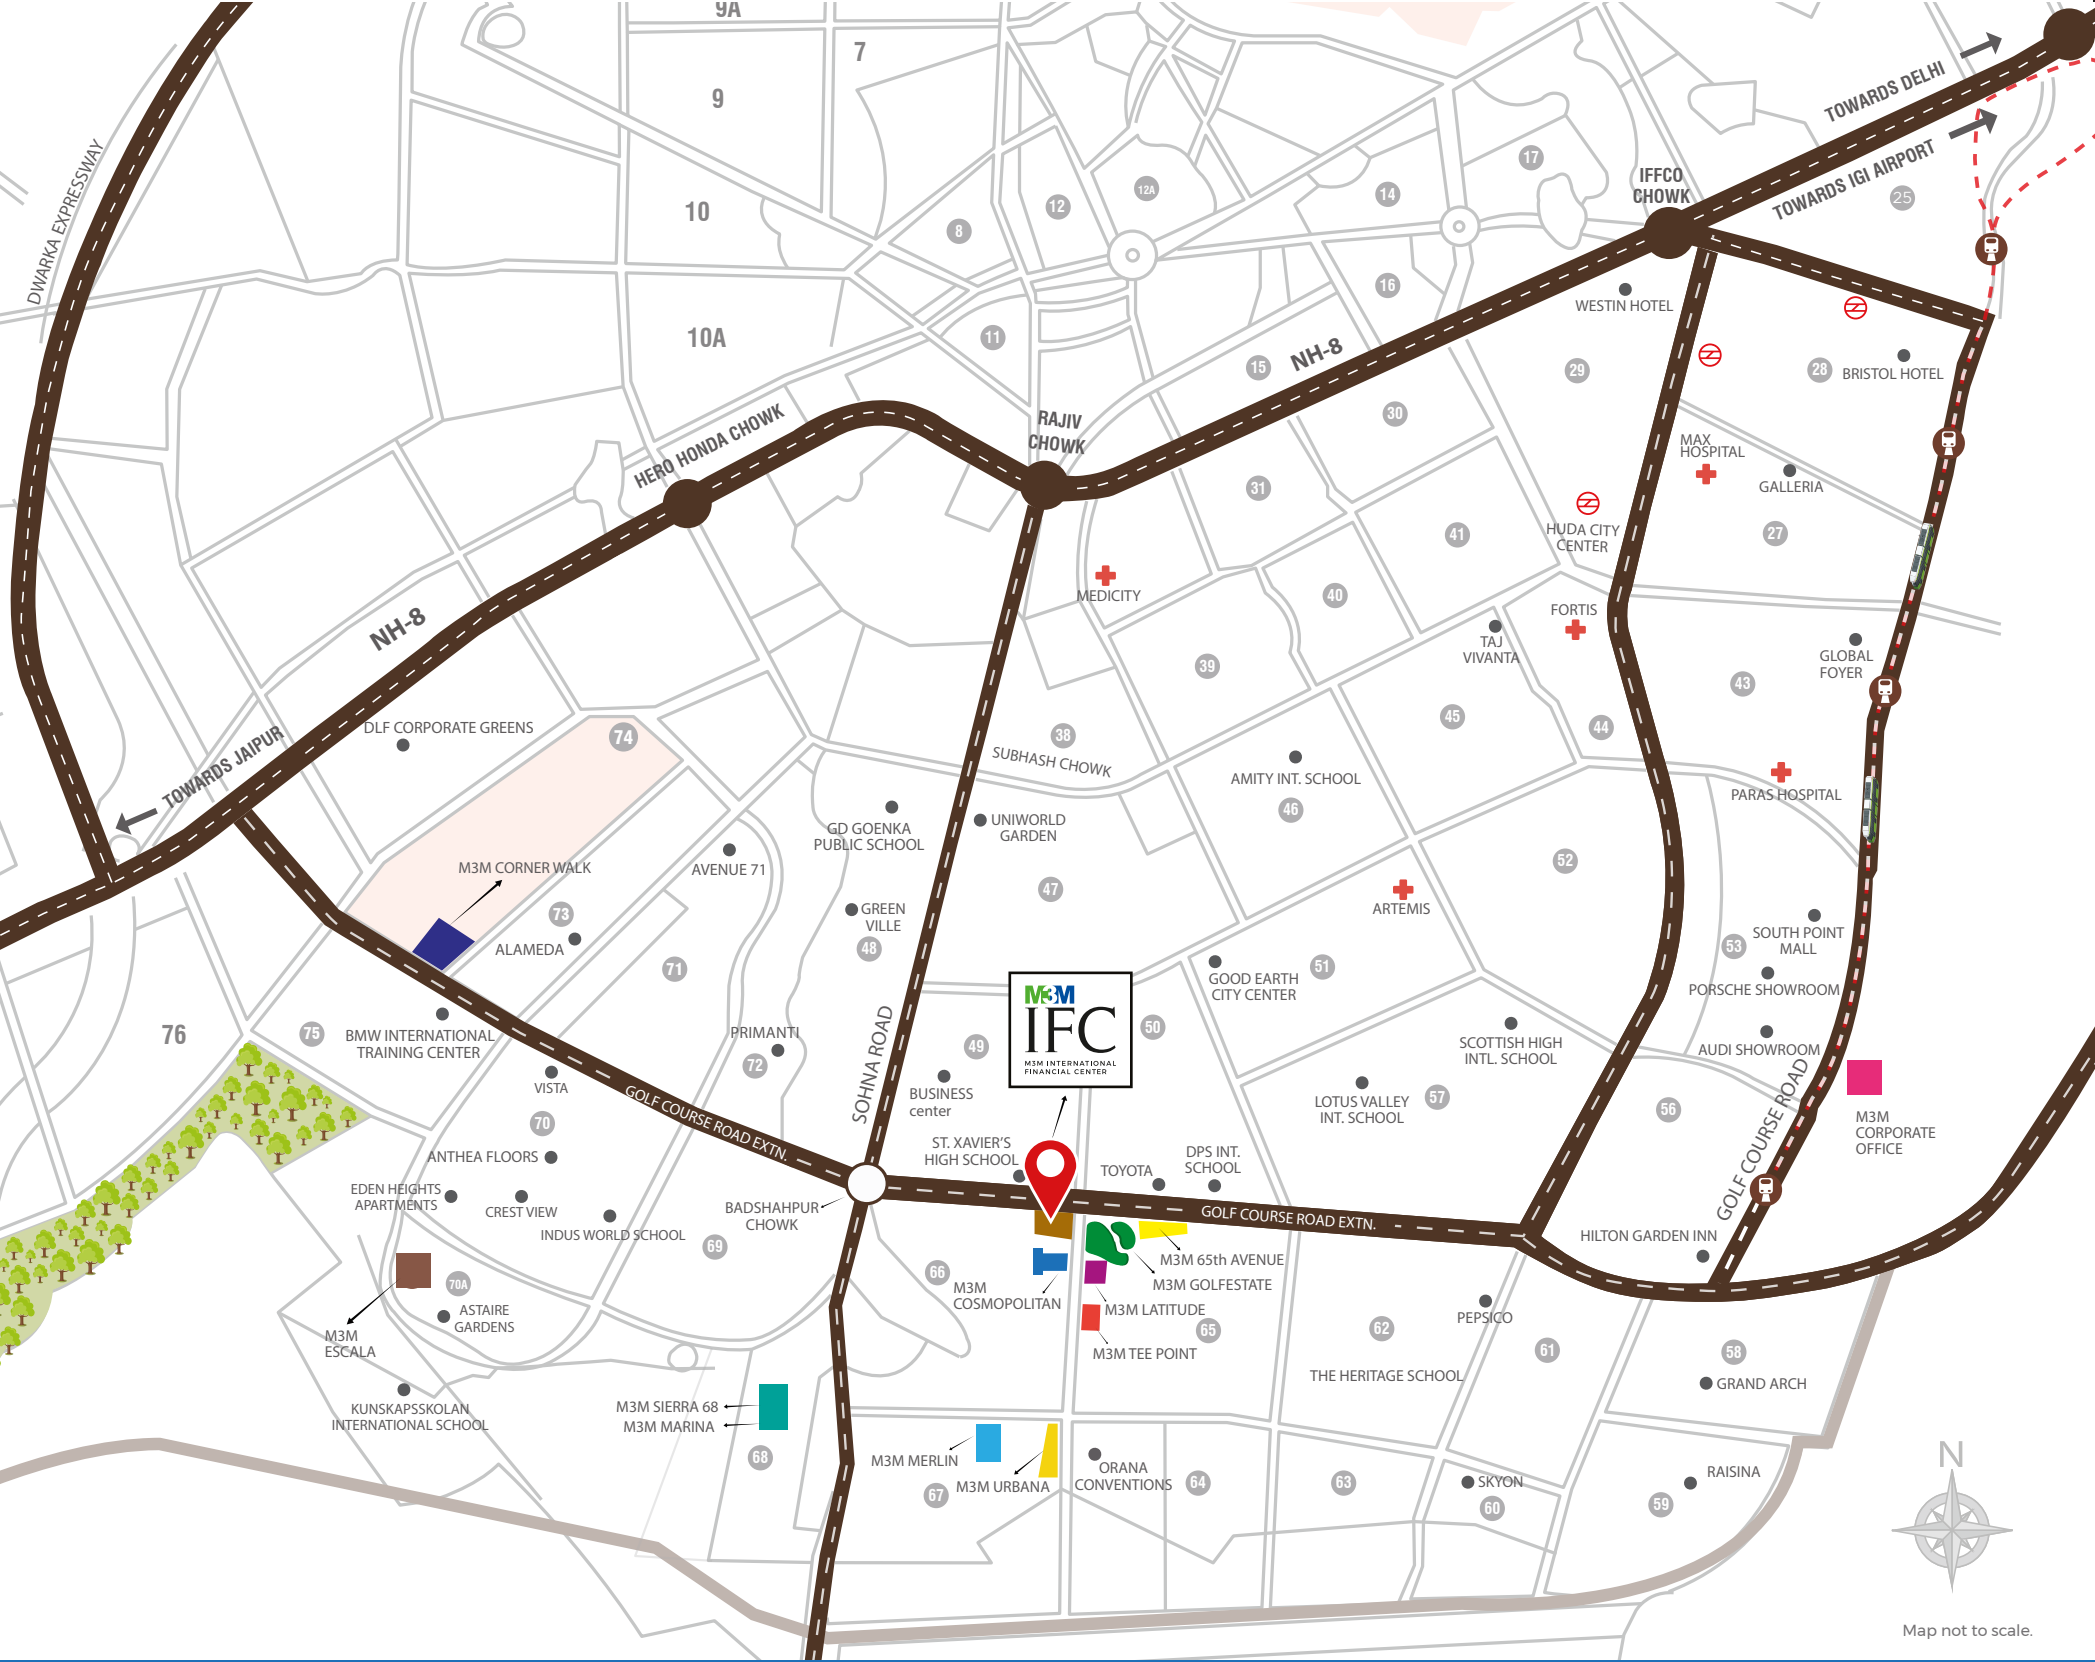 9A
7
9
TOWARDS DELHI
DWARKA EXPRESSWAY
TOWARDS IGI AIRPORT
17
IFFCO
CHOWK
12A
14
12
25
10
8
16
WESTIN HOTEL
10A
11
NH-8
15
29
28
BRISTOL HOTEL
HERO HONDA CHOWK
RAJIV
CHOWK
30
MAX
HOSPITAL
GALLERIA
31
41
HUDA CITY
CENTER
27
MEDICITY
40
FORTIS
NH-8
TAJ
VIVANTA
39
GLOBAL
FOYER
43
DLF CORPORATE GREENS
74
38
45
44
TOWARDS JAIPUR
SUBHASH CHOWK
AMITY INT. SCHOOL
46
PARAS HOSPITAL
GD GOENKA
PUBLIC SCHOOL
UNIWORLD
GARDEN
M3M CORNER WALK
AVENUE 71
52
47
73
GREEN
VILLE
ARTEMIS
ALAMEDA
48
SOUTH POINT
MALL
53
71
GOOD EARTH
CITY CENTER
51
PORSCHE SHOWROOM
M3M
IFC
M3M INTERNATIONAL
FINANCIAL CENTER
76
75
BMW INTERNATIONAL
TRAINING CENTER
PRIMANTI
72
SOHNA ROAD
49
50
SCOTTISH HIGH
INTL. SCHOOL
AUDI SHOWROOM
VISTA
GOLF COURSE ROAD EXTN.
BUSINESS
center
LOTUS VALLEY
INT. SCHOOL
57
56
GOLF COURSE ROAD
M3M
CORPORATE
OFFICE
70
ANTHEA FLOORS
ST. XAVIER'S
HIGH SCHOOL
TOYOTA
DPS INT.
SCHOOL
EDEN HEIGHTS
APARTMENTS
CREST VIEW
INDUS WORLD SCHOOL
BADSHAHPUR
CHOWK
GOLF COURSE ROAD EXTN.
HILTON GARDEN INN
69
66
M3M 65th AVENUE
70A
M3M
COSMOPOLITAN
M3M GOLFESTATE
ASTAIRE
GARDENS
M3M LATITUDE
PEPSICO
M3M
ESCALA
65
62
61
58
M3M TEE POINT
THE HERITAGE SCHOOL
GRAND ARCH
KUNSKAPSSKOLAN
INTERNATIONAL SCHOOL
M3M SIERRA 68
M3M MARINA
68
M3M MERLIN
M3M URBANA
67
ORANA
CONVENTIONS
64
63
SKYON
60
RAISINA
59
N
Map not to scale.